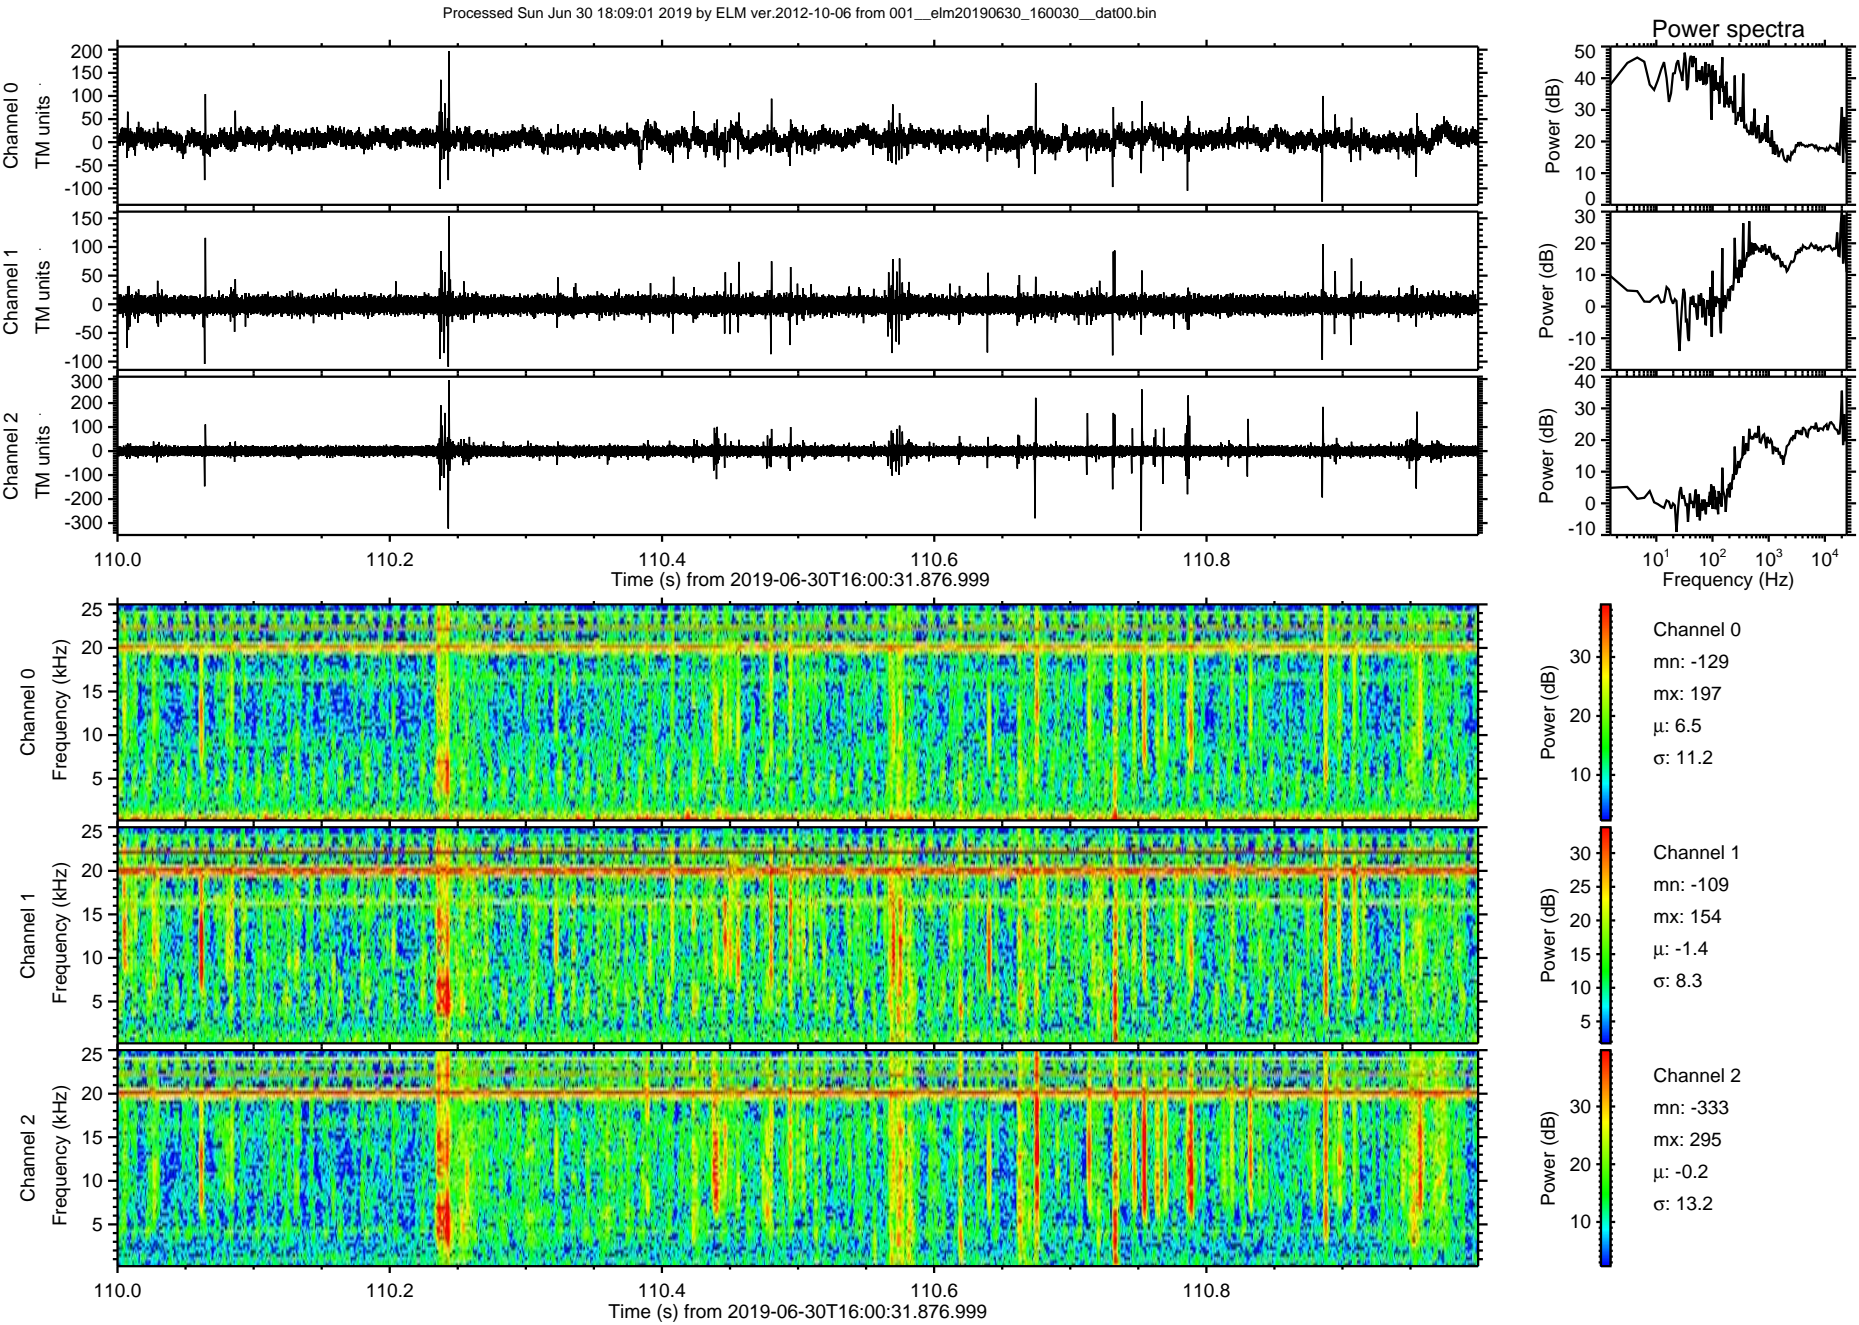 Processed Sun Jun 30 18:09:01 2019 by ELM ver.2012-10-06 from 001__elm20190630_160030__dat00.bin
Power spectra
Channel 0
TM units
200
150
100
50
0
-50
-100
Power (dB)
50
40
30
20
10
0
Channel 1
TM units
150
100
50
0
-50
-100
Power (dB)
30
20
10
0
-10
-20
Channel 2
TM units
300
200
100
0
-100
-200
-300
Power (dB)
40
30
20
10
0
-10
110.0 110.2 110.4 110.6 110.8
Time (s) from 2019-06-30T16:00:31.876.999
10¹ 10² 10³ 10⁴
Frequency (Hz)
Channel 0
Frequency (kHz)
25
20
15
10
5
Power (dB)
30
20
10
Channel 0
mn: -129
mx: 197
μ: 6.5
σ: 11.2
Channel 1
Frequency (kHz)
25
20
15
10
5
Power (dB)
30
25
20
15
10
5
Channel 1
mn: -109
mx: 154
μ: -1.4
σ: 8.3
Channel 2
Frequency (kHz)
25
20
15
10
5
Power (dB)
30
20
10
Channel 2
mn: -333
mx: 295
μ: -0.2
σ: 13.2
110.0 110.2 110.4 110.6 110.8
Time (s) from 2019-06-30T16:00:31.876.999